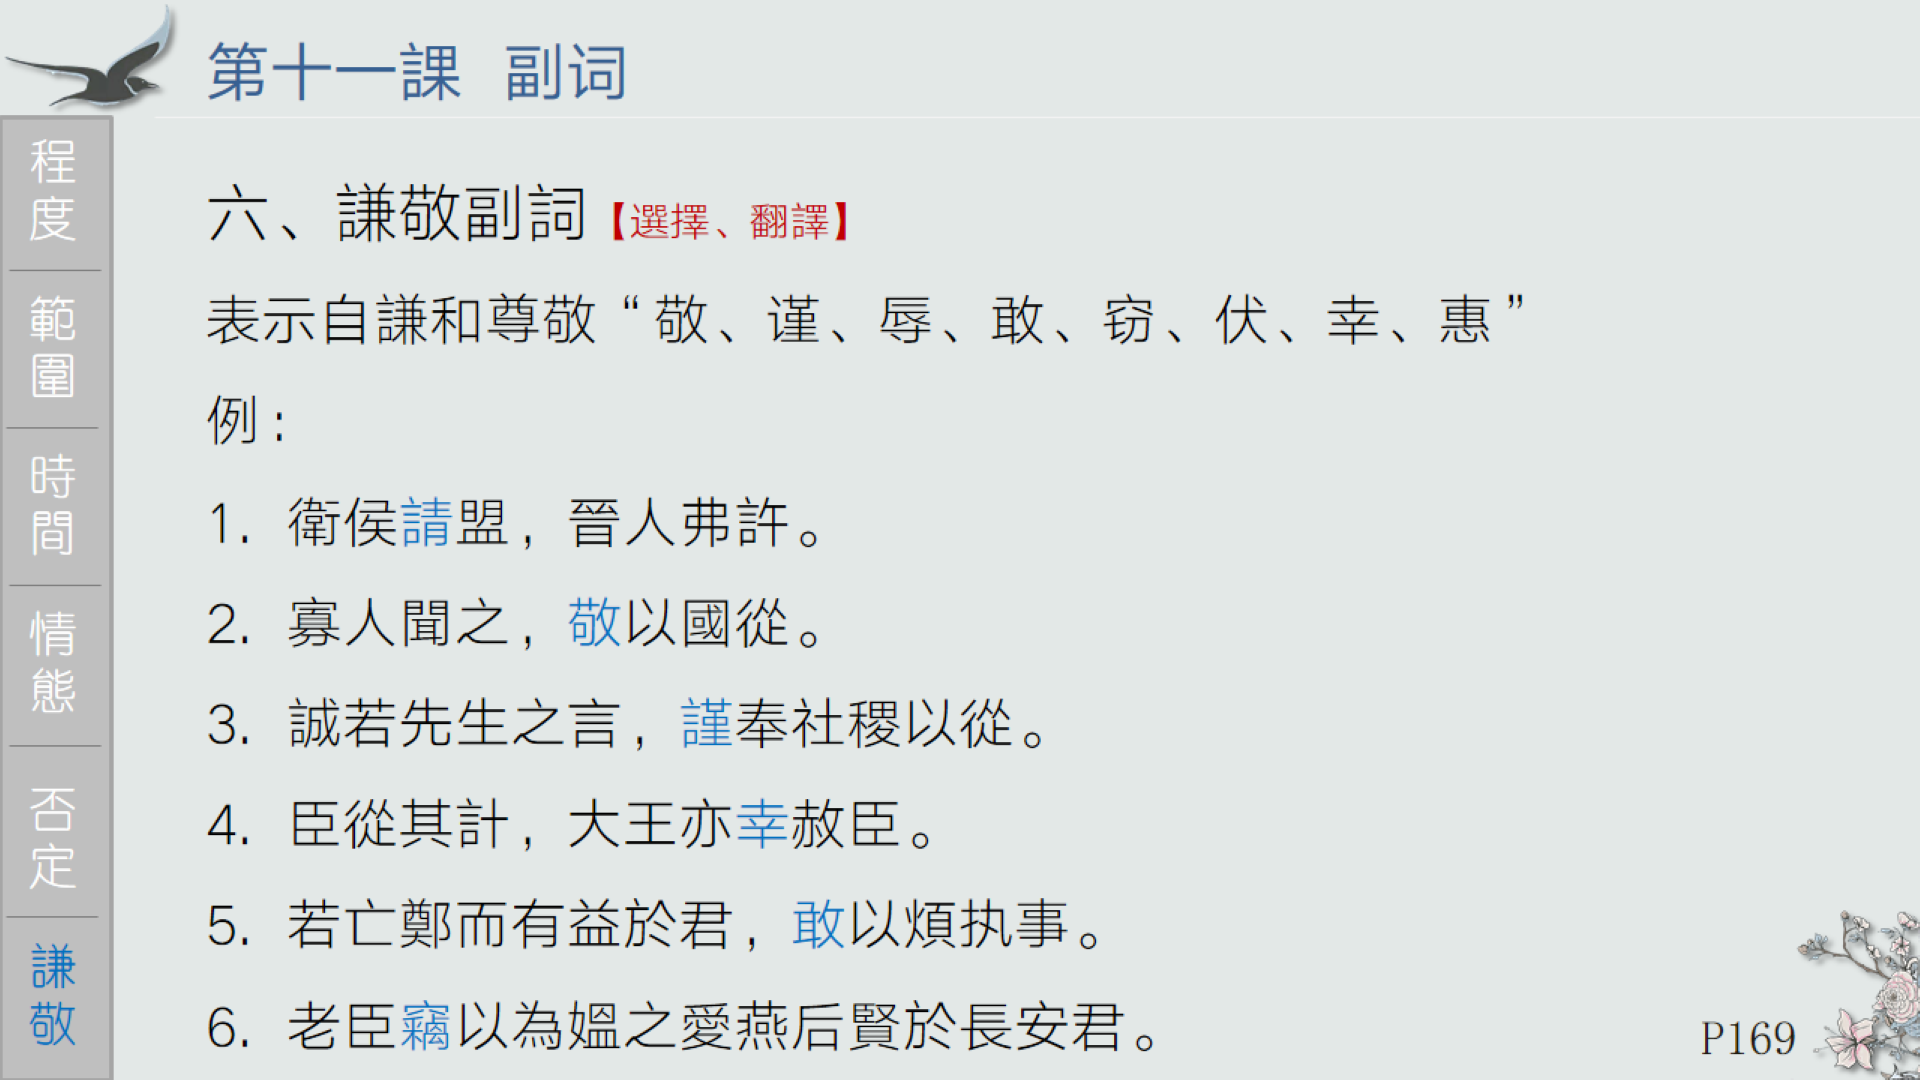 第十一課 副词
程度
範圍
時間
情態
否定
謙敬
六、謙敬副詞【選擇、翻譯】
表示自謙和尊敬“敬、谨、辱、敢、窃、伏、幸、惠”
例：
1. 衛侯請盟，晉人弗許。
2. 寡人聞之，敬以國從。
3. 誠若先生之言，謹奉社稷以從。
4. 臣從其計，大王亦幸赦臣。
5. 若亡鄭而有益於君，敢以煩执事。
6. 老臣竊以為媪之愛燕后賢於長安君。
P169